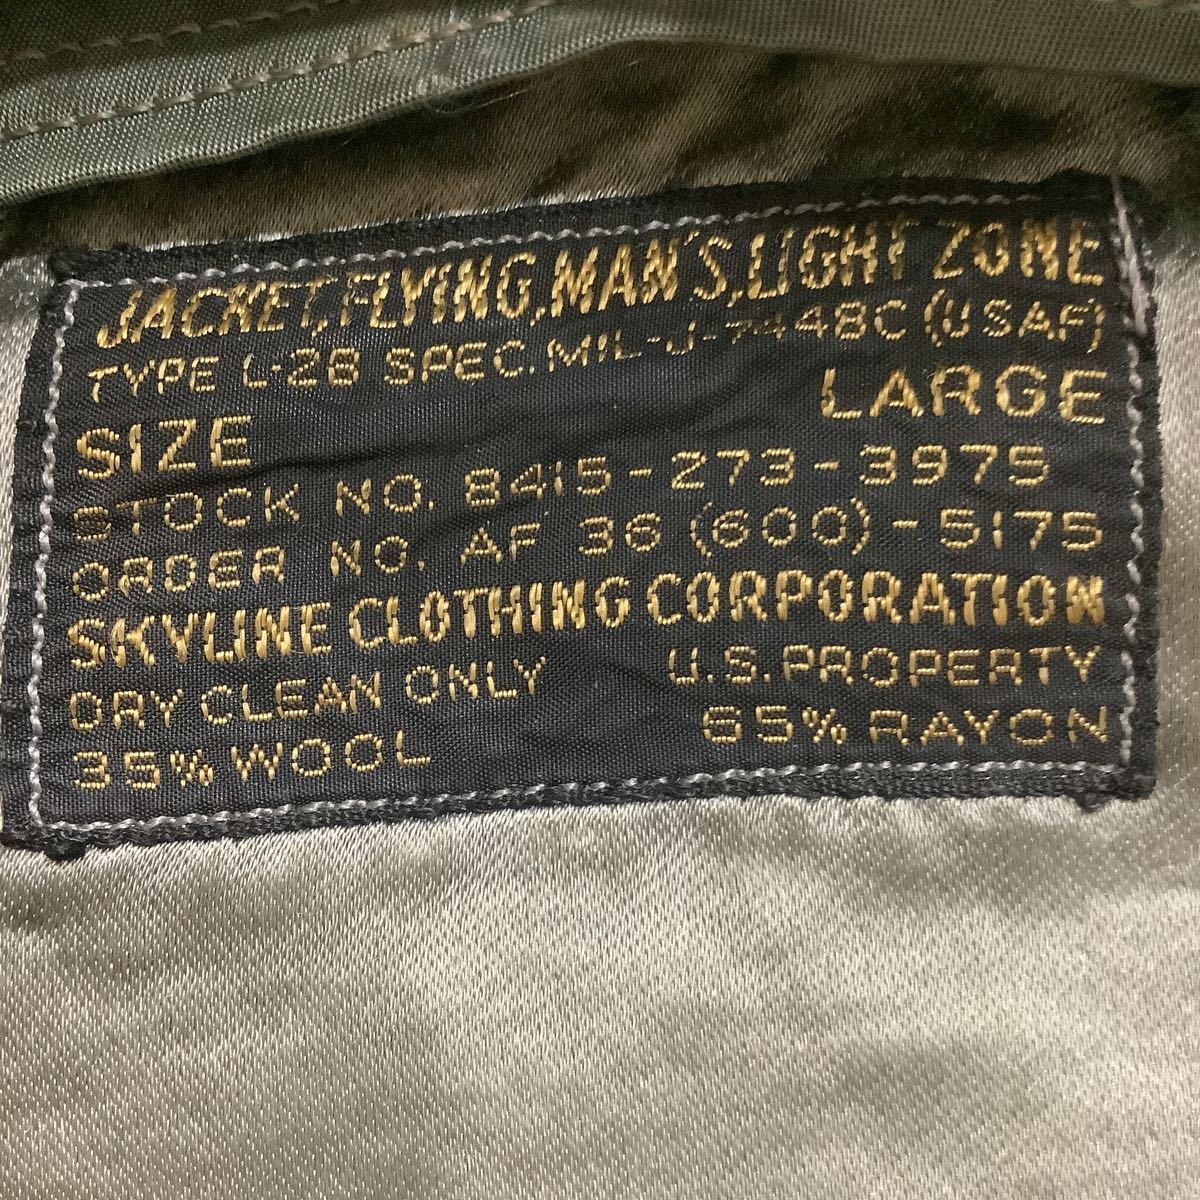 JACKET, FLYING, MAN'S, LIGHT ZONE
TYPE L-2B SPEC. MIL-J-7448C (USAF)
SIZE LARGE
STOCK NO. 8415-273-3975
ORDER NO. AF 36 (600)-5175
SKYLINE CLOTHING CORPORATION
DRY CLEAN ONLY U.S. PROPERTY
35% WOOL 65% RAYON